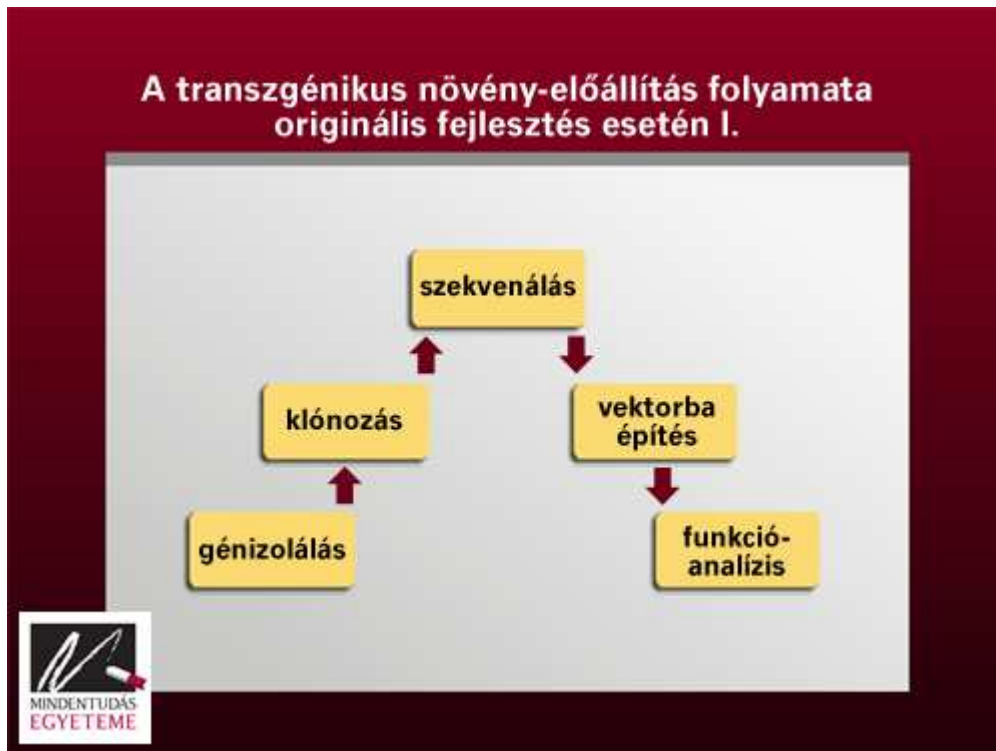 A transzgénikus növény-előállítás folyamata
originális fejlesztés esetén I.
szekvenálás
klónozás
vektorba
építés
génizolálás
funkció-
analízis
MINDENTUDÁS
EGYETEME